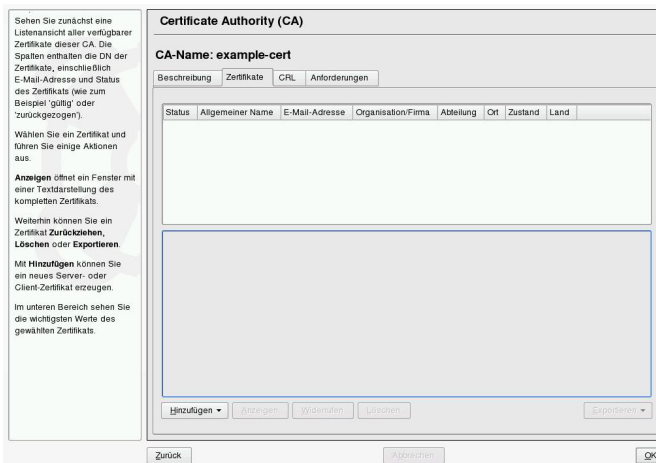 Sehen Sie zunächst eine
Listenansicht aller verfügbarer
Zertifikate dieser CA. Die
Spalten enthalten die DN der
Zertifikate, einschließlich
E-Mail-Adresse und Status
des Zertifikats (wie zum
Beispiel 'gültig' oder
'zurückgezogen').
Wählen Sie ein Zertifikat und
führen Sie einige Aktionen
aus.
Anzeigen öffnet ein Fenster mit
einer Textdarstellung des
kompletten Zertifikats.
Weiterhin können Sie ein
Zertifikat Zurückziehen,
Löschen oder Exportieren.
Mit Hinzufügen können Sie
ein neues Server- oder
Client-Zertifikat erzeugen.
Im unteren Bereich sehen Sie
die wichtigsten Werte des
gewählten Zertifikats.
Certificate Authority (CA)
CA-Name: example-cert
Beschreibung Zertifikate CRL Anforderungen
Status Allgemeiner Name E-Mail-Adresse Organisation/Firma Abteilung Ort Zustand Land
Hinzufügen Anzeigen Widerrufen Löschen Exportieren
Zurück Abbrechen OK